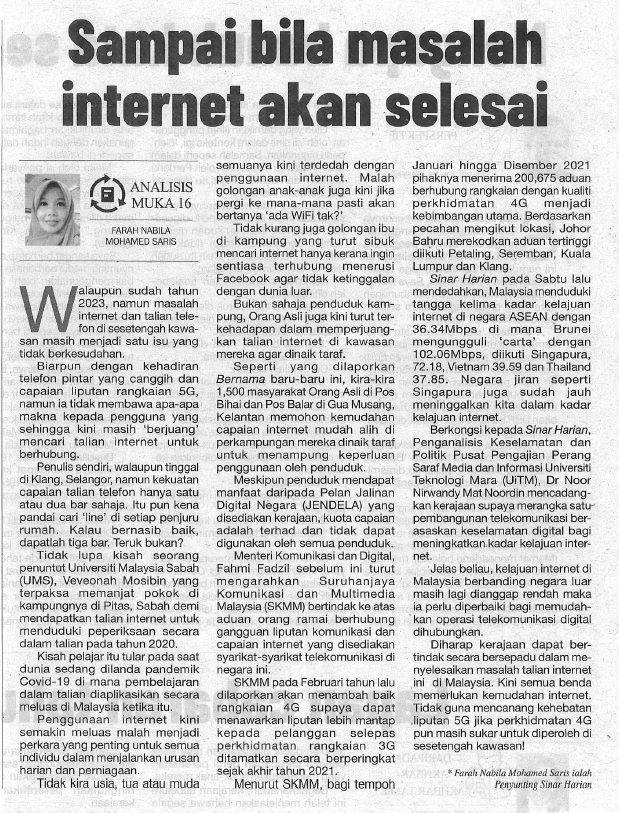 Sampai bila masalah
internet akan selesai
ANALISIS
MUKA 16
FARAH NABILA
MOHAMED SARIS
Walaupun sudah tahun
2023, namun masalah
internet dan talian tele-
fon di sesetengah kawa-
san masih menjadi satu isu yang
tidak berkesudahan.
Biarpun dengan kehadiran
telefon pintar yang canggih dan
capaian liputan rangkaian 5G,
namun ia tidak membawa apa-apa
makna kepada pengguna yang
sehingga kini masih 'berjuang'
mencari talian internet untuk
berhubung.
Penulis sendiri, walaupun tinggal
di Klang, Selangor, namun kekuatan
capaian talian telefon hanya satu
atau dua bar sahaja. Itu pun kena
pandai cari 'line' di setiap penjuru
rumah. Kalau bernasib baik,
dapatlah tiga bar. Teruk bukan?
Tidak lupa kisah seorang
penuntut Universiti Malaysia Sabah
(UMS), Veveonah Mosibin yang
terpaksa memanjat pokok di
kampungnya di Pitas, Sabah demi
mendapatkan talian internet untuk
menduduki peperiksaan secara
dalam talian pada tahun 2020.
Kisah pelajar itu tular pada saat
dunia sedang dilanda pandemik
Covid-19 di mana pembelajaran
dalam talian diaplikasikan secara
meluas di Malaysia ketika itu.
Penggunaan internet kini
semakin meluas malah menjadi
perkara yang penting untuk semua
individu dalam menjalankan urusan
harian dan perniagaan.
Tidak kira usia, tua atau muda
semuanya kini terdedah dengan
penggunaan internet. Malah
golongan anak-anak juga kini jika
pergi ke mana-mana pasti akan
bertanya 'ada WiFi tak?'
Tidak kurang juga golongan ibu
di kampung yang turut sibuk
mencari internet hanya kerana ingin
sentiasa terhubung menerusi
Facebook agar tidak ketinggalan
dengan dunia luar.
Bukan sahaja penduduk kam-
pung, Orang Asli juga kini turut ter-
kehadapan dalam memperjuang-
kan talian internet di kawasan
mereka agar dinaik taraf.
Seperti yang dilaporkan
Bernama baru-baru ini, kira-kira
1,500 masyarakat Orang Asli di Pos
Bihai dan Pos Balar di Gua Musang,
Kelantan memohon kemudahan
capaian internet mudah alih di
perkampungan mereka dinaik taraf
untuk menampung keperluan
penggunaan oleh penduduk.
Meskipun penduduk mendapat
manfaat daripada Pelan Jalinan
Digital Negara (JENDELA) yang
disediakan kerajaan, kuota capaian
adalah terhad dan tidak dapat
digunakan oleh semua penduduk.
Menteri Komunikasi dan Digital,
Fahmi Fadzil sebelum ini turut
mengarahkan Suruhanjaya
Komunikasi dan Multimedia
Malaysia (SKMM) bertindak ke atas
aduan orang ramai berhubung
gangguan liputan komunikasi dan
capaian internet yang disediakan
syarikat-syarikat telekomunikasi di
negara ini.
SKMM pada Februari tahun lalu
dilaporkan akan menambah baik
rangkaian 4G supaya dapat
menawarkan liputan lebih mantap
kepada pelanggan selepas
perkhidmatan rangkaian 3G
ditamatkan secara berperingkat
sejak akhir tahun 2021.
Menurut SKMM, bagi tempoh
Januari hingga Disember 2021
pihaknya menerima 200,675 aduan
berhubung rangkaian dengan kualiti
perkhidmatan 4G menjadi
kebimbangan utama. Berdasarkan
pecahan mengikut lokasi, Johor
Bahru merekodkan aduan tertinggi
diikuti Petaling, Seremban, Kuala
Lumpur dan Klang.
Sinar Harian pada Sabtu lalu
mendedahkan, Malaysia menduduki
tangga kelima kadar kelajuan
internet di negara ASEAN dengan
36.34Mbps di mana Brunei
mengungguli 'carta' dengan
102.06Mbps, diikuti Singapura,
72.18, Vietnam 39.59 dan Thailand
37.85. Negara jiran seperti
Singapura juga sudah jauh
meninggalkan kita dalam kadar
kelajuan internet.
Berkongsi kepada Sinar Harian,
Penganalisis Keselamatan dan
Politik Pusat Pengajian Perang
Saraf Media dan Informasi Universiti
Teknologi Mara (UiTM), Dr Noor
Nirwandy Mat Noordin mencadang-
kan kerajaan supaya merangka satu
pembangunan telekomunikasi ber-
asaskan keselamatan digital bagi
meningkatkan kadar kelajuan inter-
net.
Jelas beliau, kelajuan internet di
Malaysia berbanding negara luar
masih lagi dianggap rendah maka
ia perlu diperbaiki bagi memudah-
kan operasi telekomunikasi digital
dihubungkan.
Diharap kerajaan dapat ber-
tindak secara bersepadu dalam me-
nyelesaikan masalah talian internet
ini di Malaysia. Kini semua benda
memerlukan kemudahan internet.
Tidak guna mencanang kehebatan
liputan 5G jika perkhidmatan 4G
pun masih sukar untuk diperoleh di
sesetengah kawasan!
* Farah Nabila Mohamed Saris ialah
Penyunting Sinar Harian